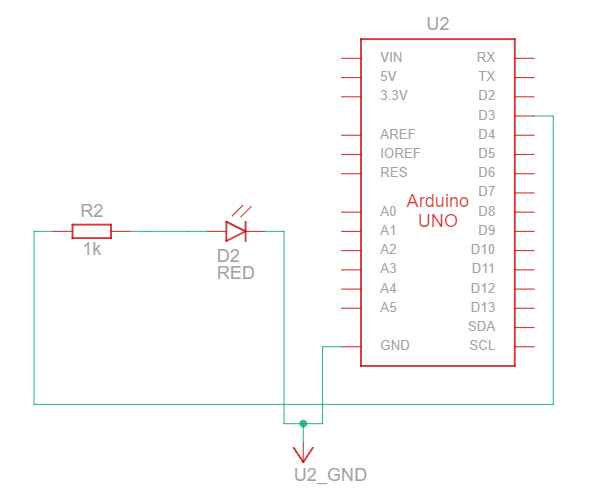 U2
VIN RX
5V TX
3.3V D2
D3
AREF D4
IOREF D5
RES D6
D7
Arduino
UNO
A0 D8
A1 D9
A2 D10
A3 D11
A4 D12
A5 D13
SDA
GND SCL
R2
1k
D2
RED
U2_GND